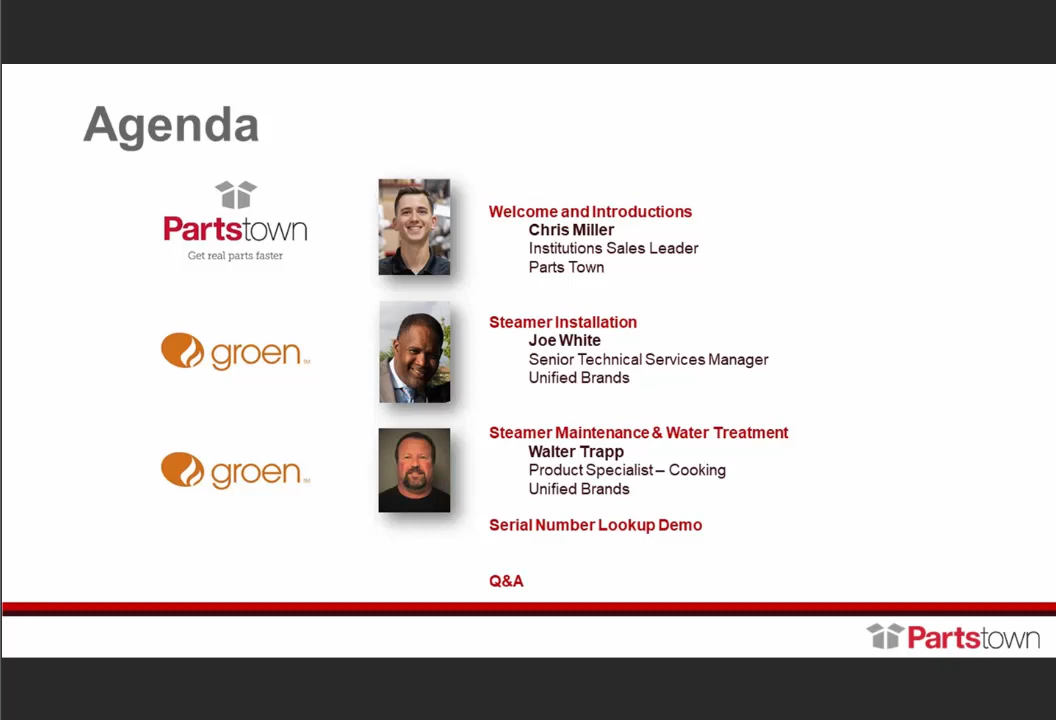 Agenda
Partstown
Get real parts faster
Welcome and Introductions
Chris Miller
Institutions Sales Leader
Parts Town
groen TM
Steamer Installation
Joe White
Senior Technical Services Manager
Unified Brands
groen TM
Steamer Maintenance & Water Treatment
Walter Trapp
Product Specialist – Cooking
Unified Brands
Serial Number Lookup Demo
Q&A
Partstown